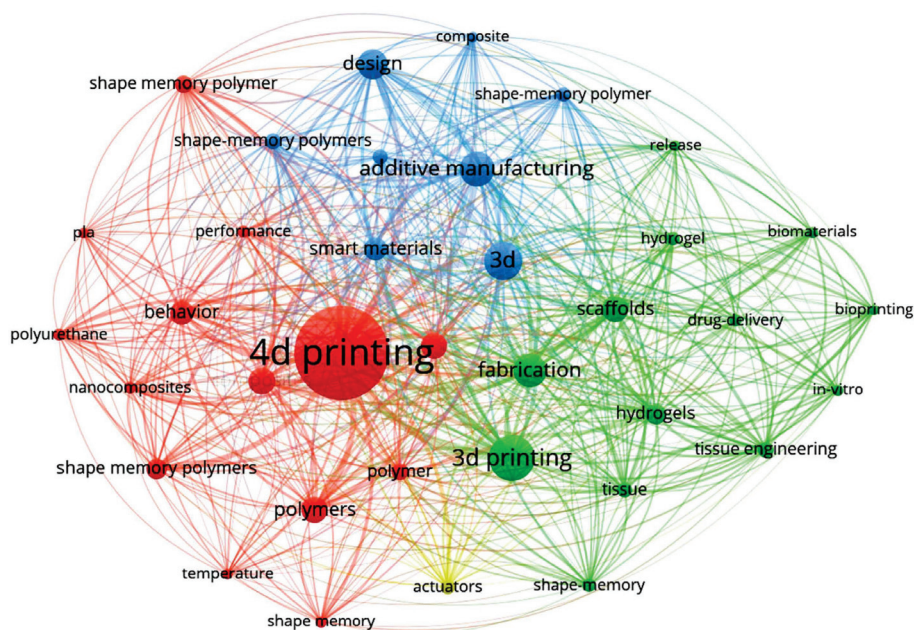 composite
design
shape memory polymer
shape-memory polymer
shape-memory polymers
release
additive manufacturing
pla
performance
biomaterials
hydrogel
smart materials
3d
behavior
scaffolds
bioprinting
drug-delivery
polyurethane
4d printing
fabrication
nanocomposites
in-vitro
hydrogels
tissue engineering
shape memory polymers
polymer
3d printing
tissue
polymers
temperature
actuators
shape-memory
shape memory